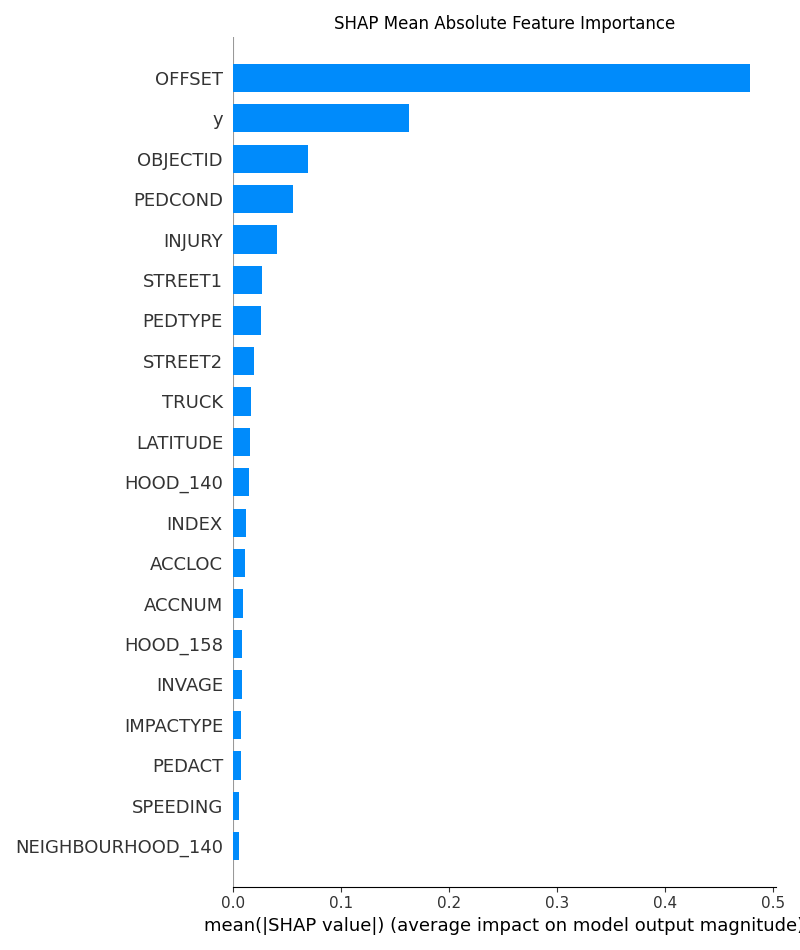 SHAP Mean Absolute Feature Importance
OFFSET
y
OBJECTID
PEDCOND
INJURY
STREET1
PEDTYPE
STREET2
TRUCK
LATITUDE
HOOD_140
INDEX
ACCLOC
ACCNUM
HOOD_158
INVAGE
IMPACTYPE
PEDACT
SPEEDING
NEIGHBOURHOOD_140
0.0 0.1 0.2 0.3 0.4 0.5
mean(|SHAP value|) (average impact on model output magnitude)